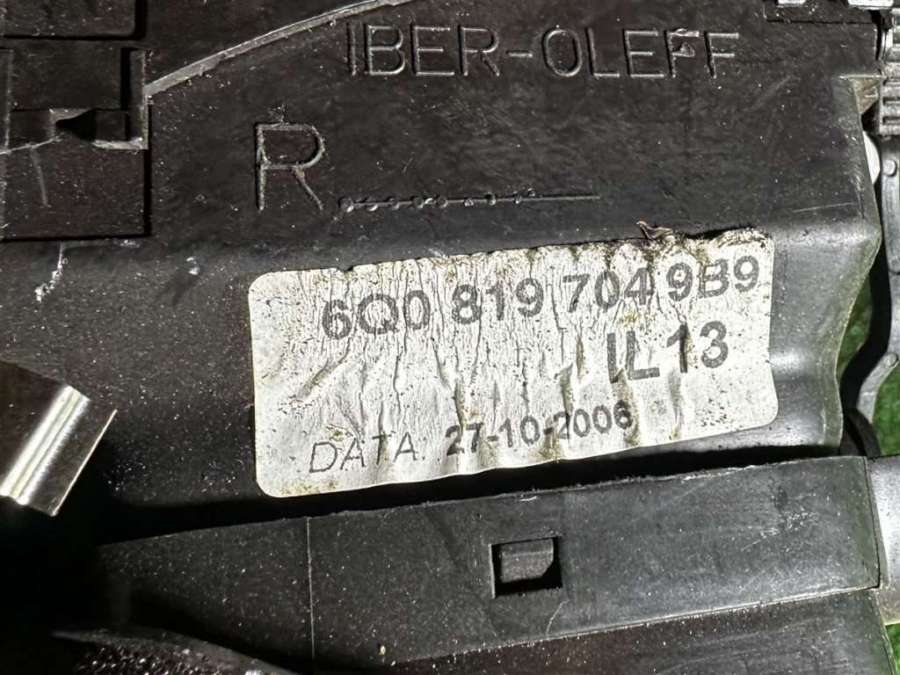 IBER-OLEFF
R
6Q0 819 704 9B9
IL13
DATA: 27-10-2006